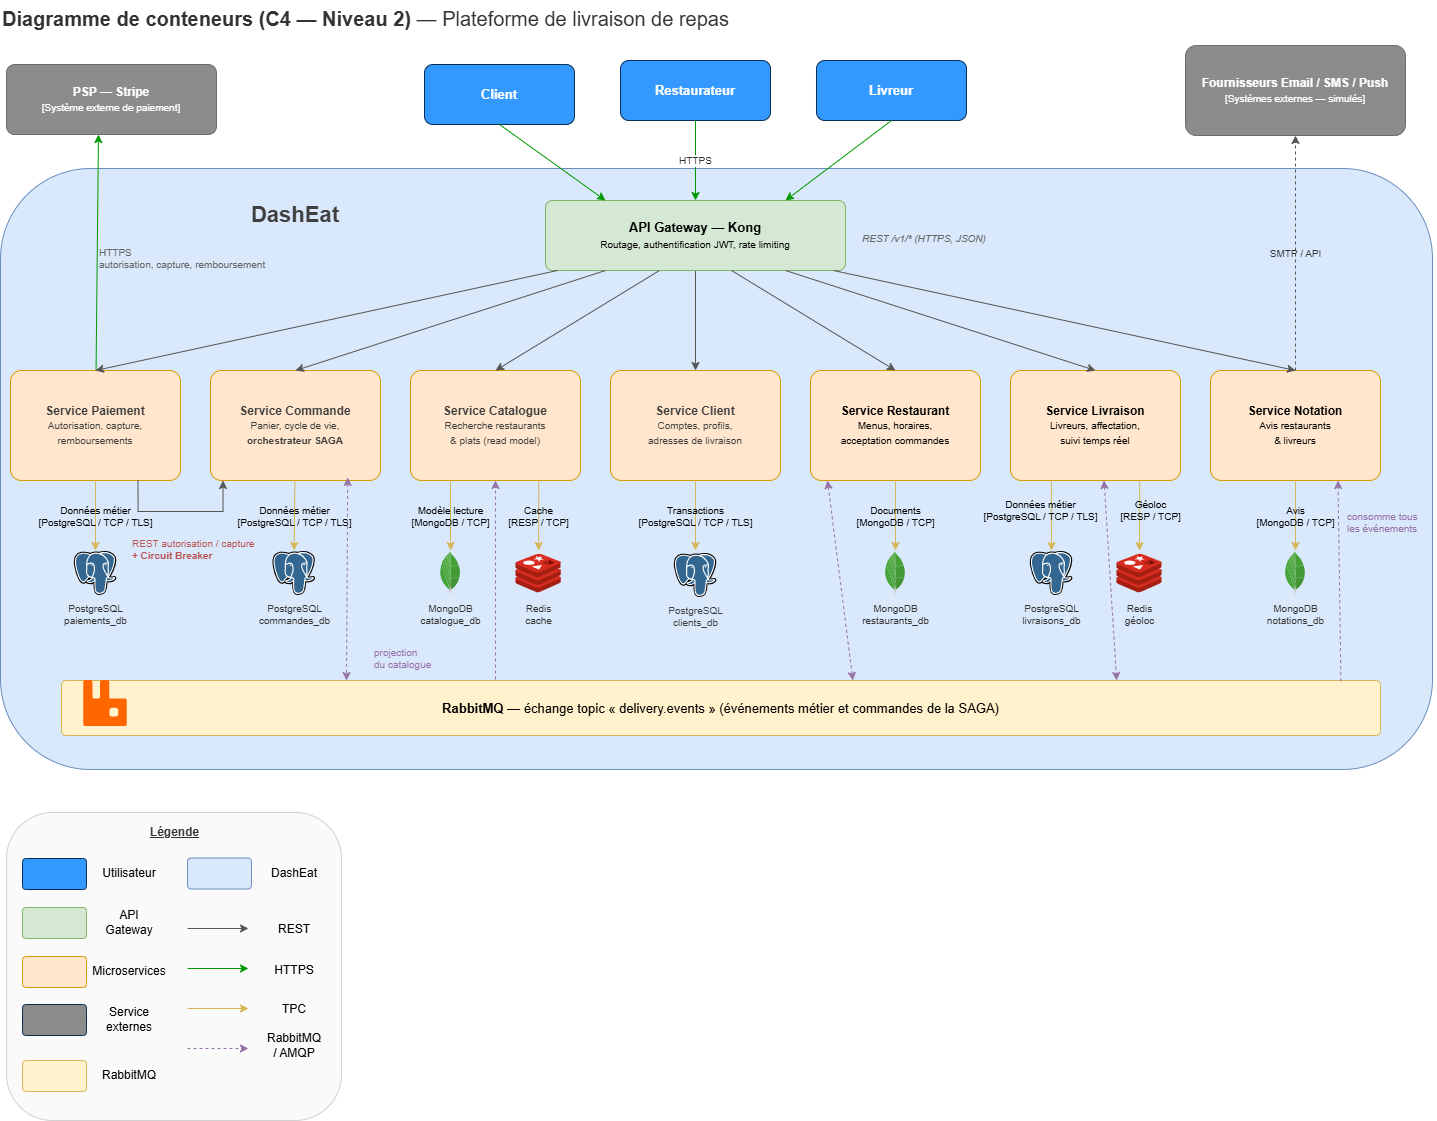 Diagramme de conteneurs (C4 — Niveau 2) — Plateforme de livraison de repas
PSP — Stripe
[Système externe de paiement]
Client
Restaurateur
Livreur
Fournisseurs Email / SMS / Push
[Systèmes externes — simulés]
HTTPS
DashEat
API Gateway — Kong
Routage, authentification JWT, rate limiting
REST /v1/* (HTTPS, JSON)
HTTPS
autorisation, capture, remboursement
SMTP / API
Service Paiement
Autorisation, capture,
remboursements
Service Commande
Panier, cycle de vie,
orchestrateur SAGA
Service Catalogue
Recherche restaurants
& plats (read model)
Service Client
Comptes, profils,
adresses de livraison
Service Restaurant
Menus, horaires,
acceptation commandes
Service Livraison
Livreurs, affectation,
suivi temps réel
Service Notation
Avis restaurants
& livreurs
Données métier
[PostgreSQL / TCP / TLS]
Données métier
[PostgreSQL / TCP / TLS]
Modèle lecture
[MongoDB / TCP]
Cache
[RESP / TCP]
Transactions
[PostgreSQL / TCP / TLS]
Documents
[MongoDB / TCP]
Données métier
[PostgreSQL / TCP / TLS]
Géoloc
[RESP / TCP]
Avis
[MongoDB / TCP]
consomme tous
les événements
REST autorisation / capture
+ Circuit Breaker
PostgreSQL
paiements_db
PostgreSQL
commandes_db
MongoDB
catalogue_db
Redis
cache
PostgreSQL
clients_db
MongoDB
restaurants_db
PostgreSQL
livraisons_db
Redis
géoloc
MongoDB
notations_db
projection
du catalogue
RabbitMQ — échange topic « delivery.events » (événements métier et commandes de la SAGA)
Légende
Utilisateur
DashEat
API
Gateway
REST
Microservices
HTTPS
Service
externes
TPC
RabbitMQ
/ AMQP
RabbitMQ